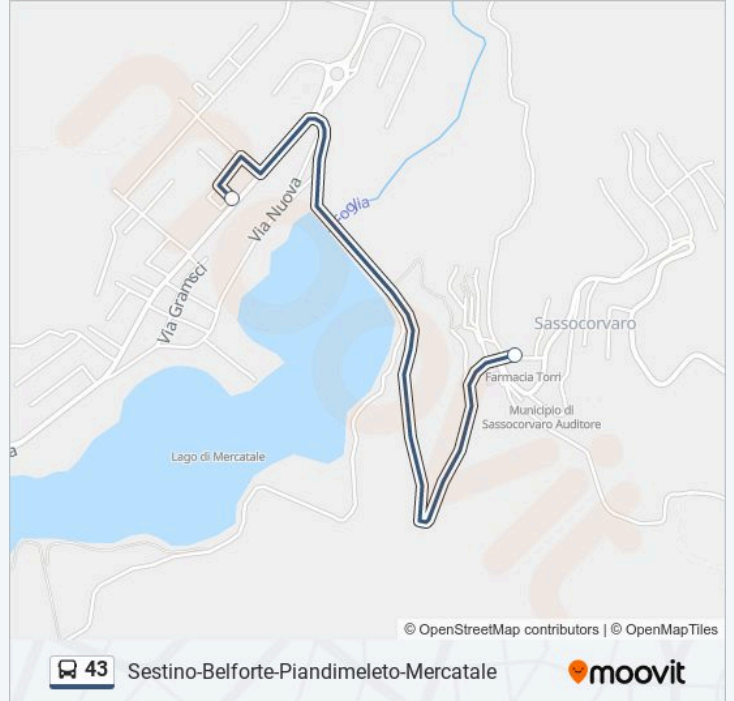 Foglia
Via Nuova
Via Gramsci
Sassocorvaro
Farmacia Torri
Municipio di
Sassocorvaro Auditore
a
Lago di Mercatale
© OpenStreetMap contributors | © OpenMapTiles
43 Sestino-Belforte-Piandimeleto-Mercatale
moovit